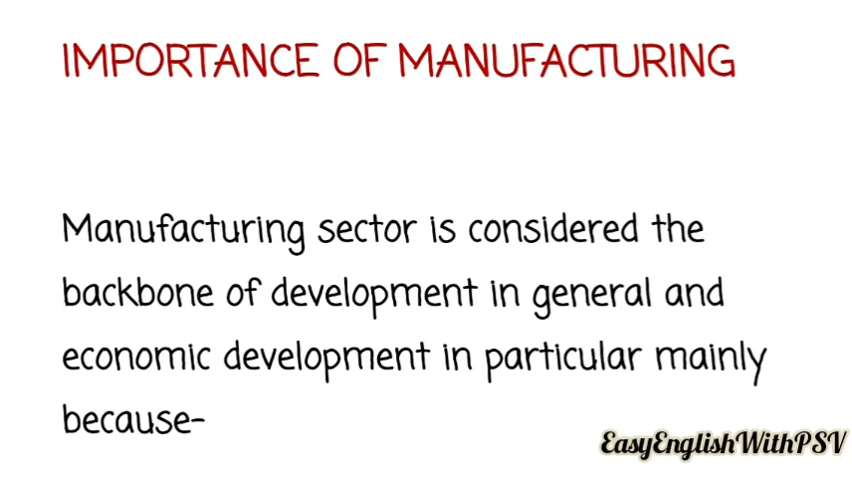 IMPORTANCE OF MANUFACTURING
Manufacturing sector is considered the
backbone of development in general and
economic development in particular mainly
because-
EasyEnglishWithPSV